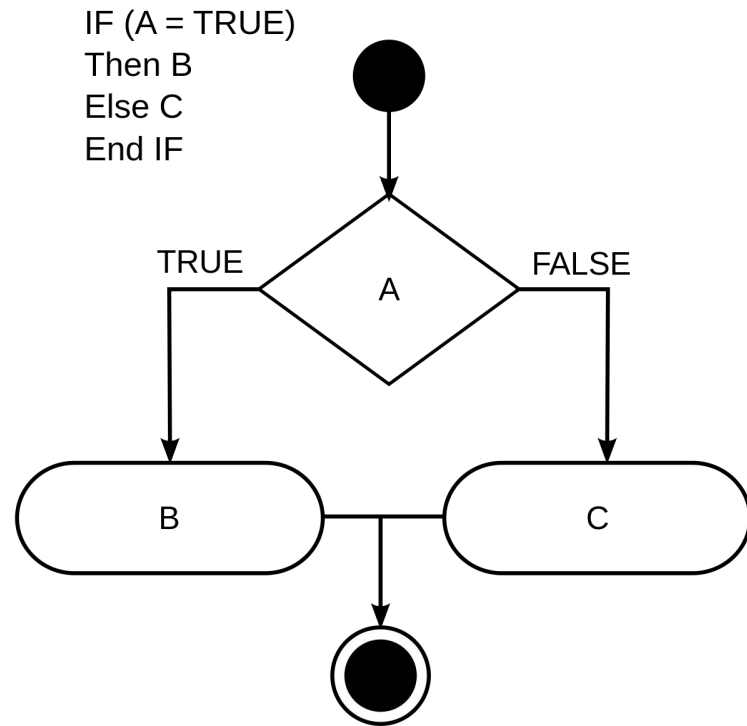 IF (A = TRUE)
Then B
Else C
End IF
TRUE
FALSE
A
B
C